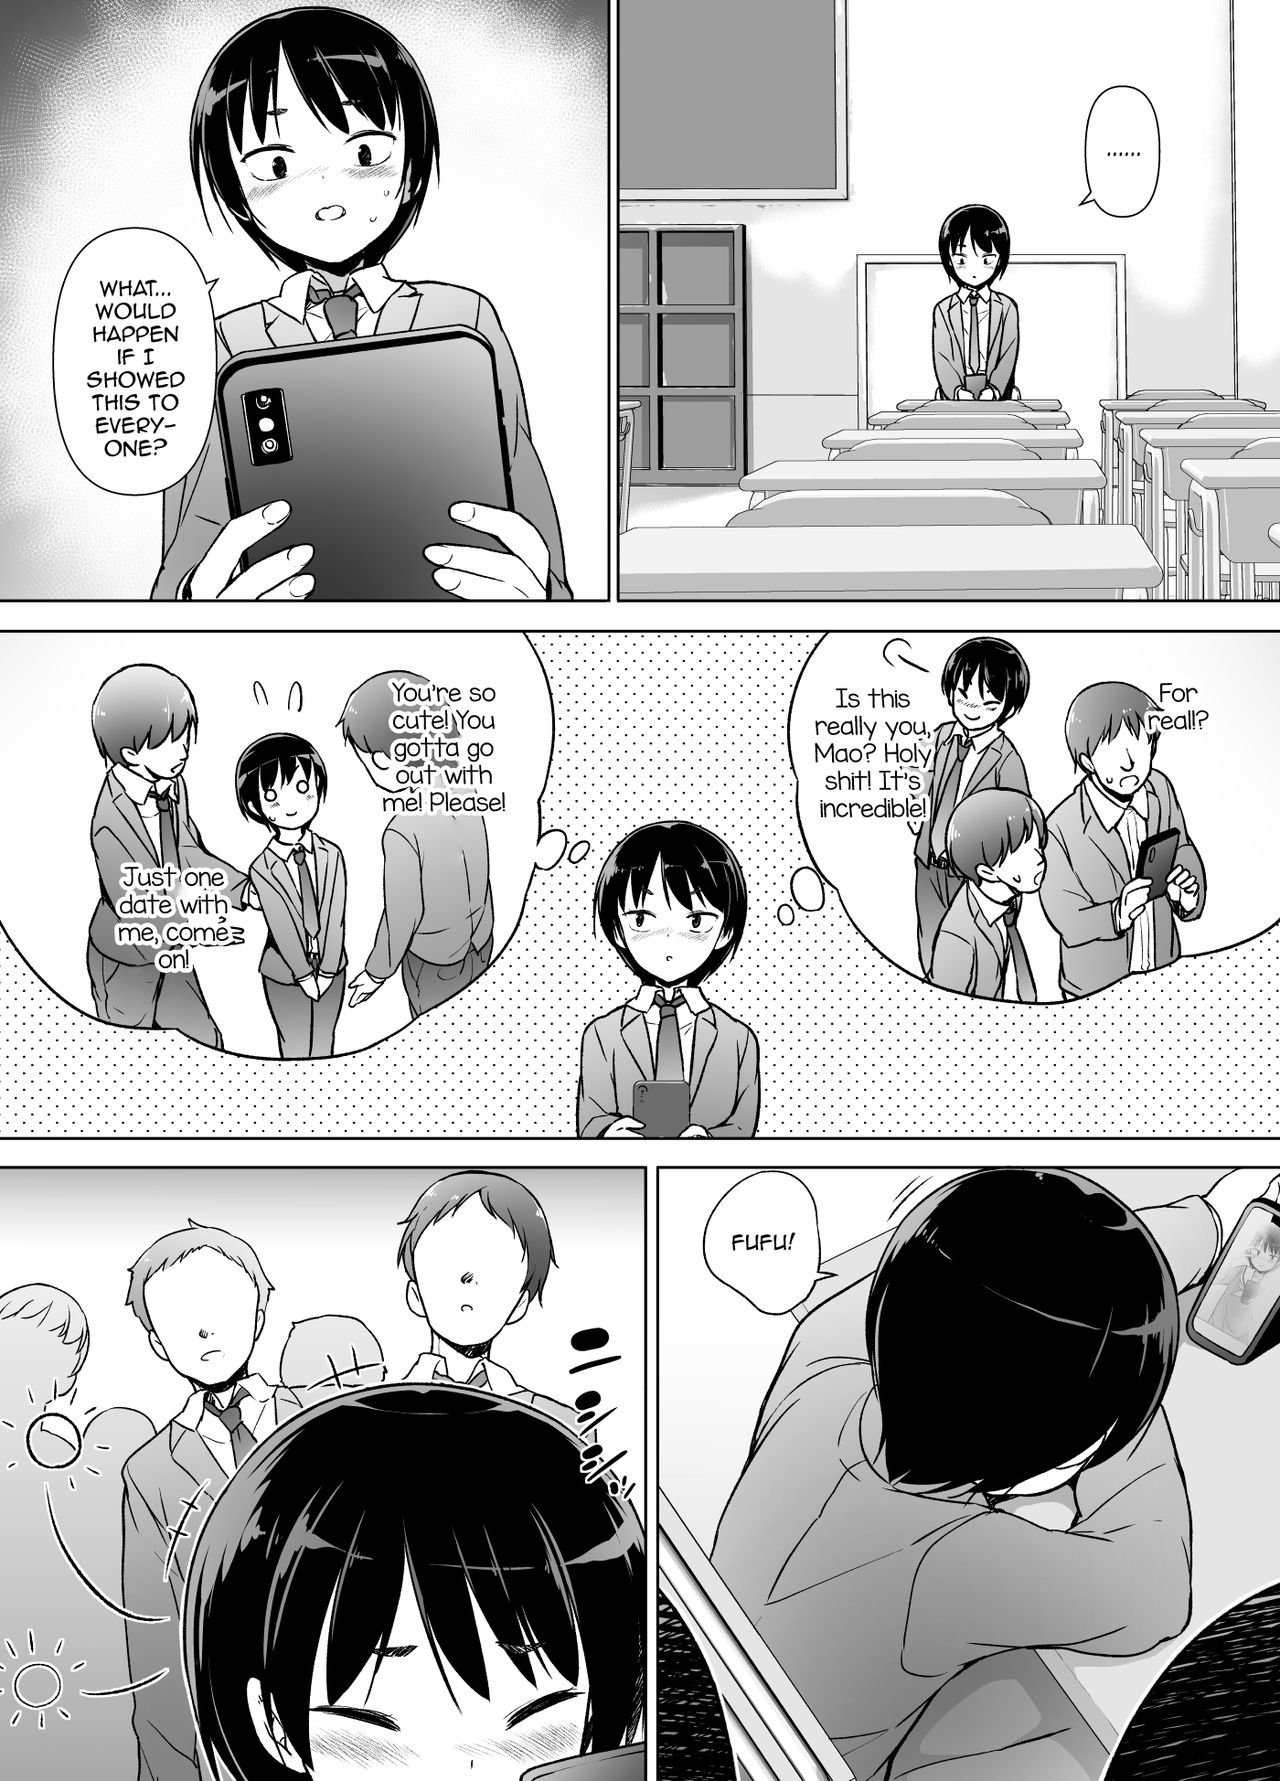 ......
WHAT...
WOULD
HAPPEN
IF I
SHOWED
THIS TO
EVERY-
ONE?
For
real!?
Is this
really you,
Mao? Holy
shit! It's
incredible!
You're so
cute! You
gotta go
out with
me! Please!
Just one
date with
me, come
on!
FUFU!